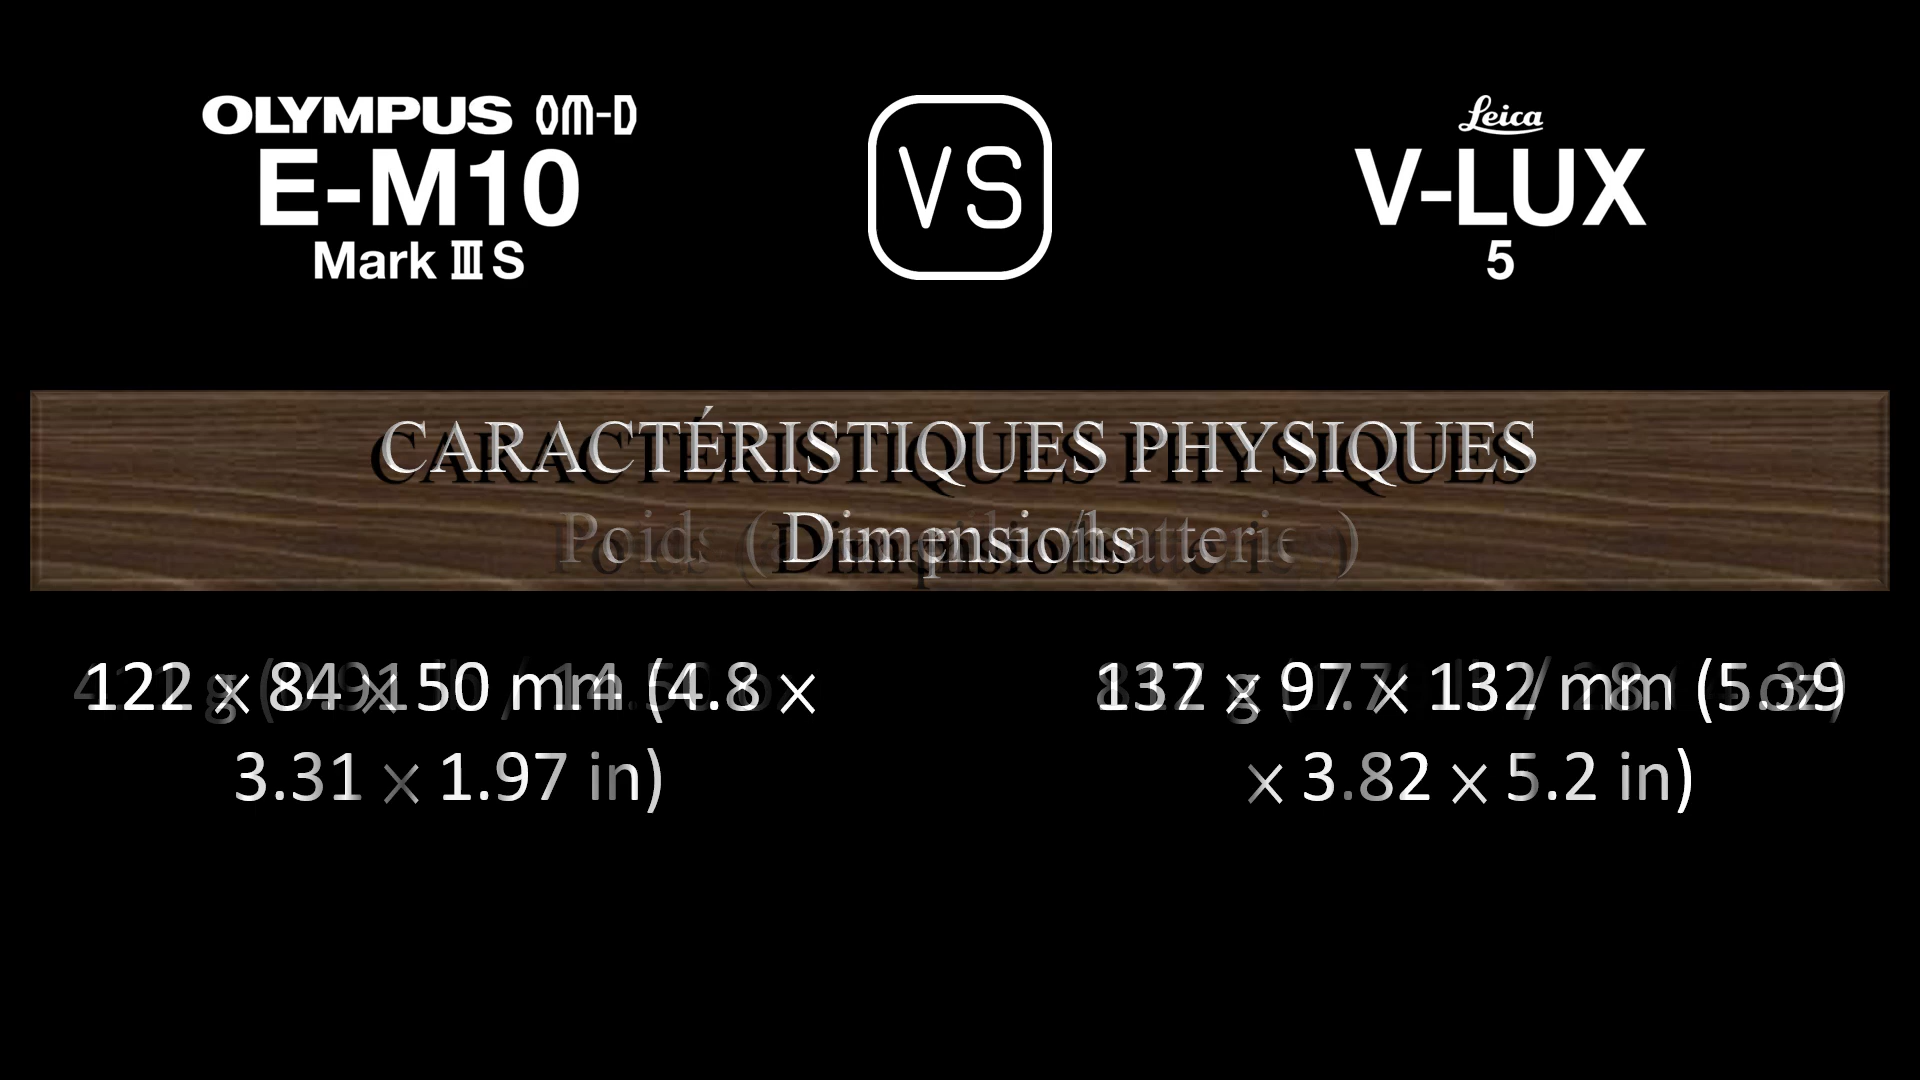 OLYMPUS OM-D
E-M10
Mark III S
VS
Leica
V-LUX
5
CARACTÉRISTIQUES PHYSIQUES
Dimensions
122 x 84 x 50 mm (4.8 x
3.31 x 1.97 in)
132 x 97 x 132 mm (5.39
x 3.82 x 5.2 in)